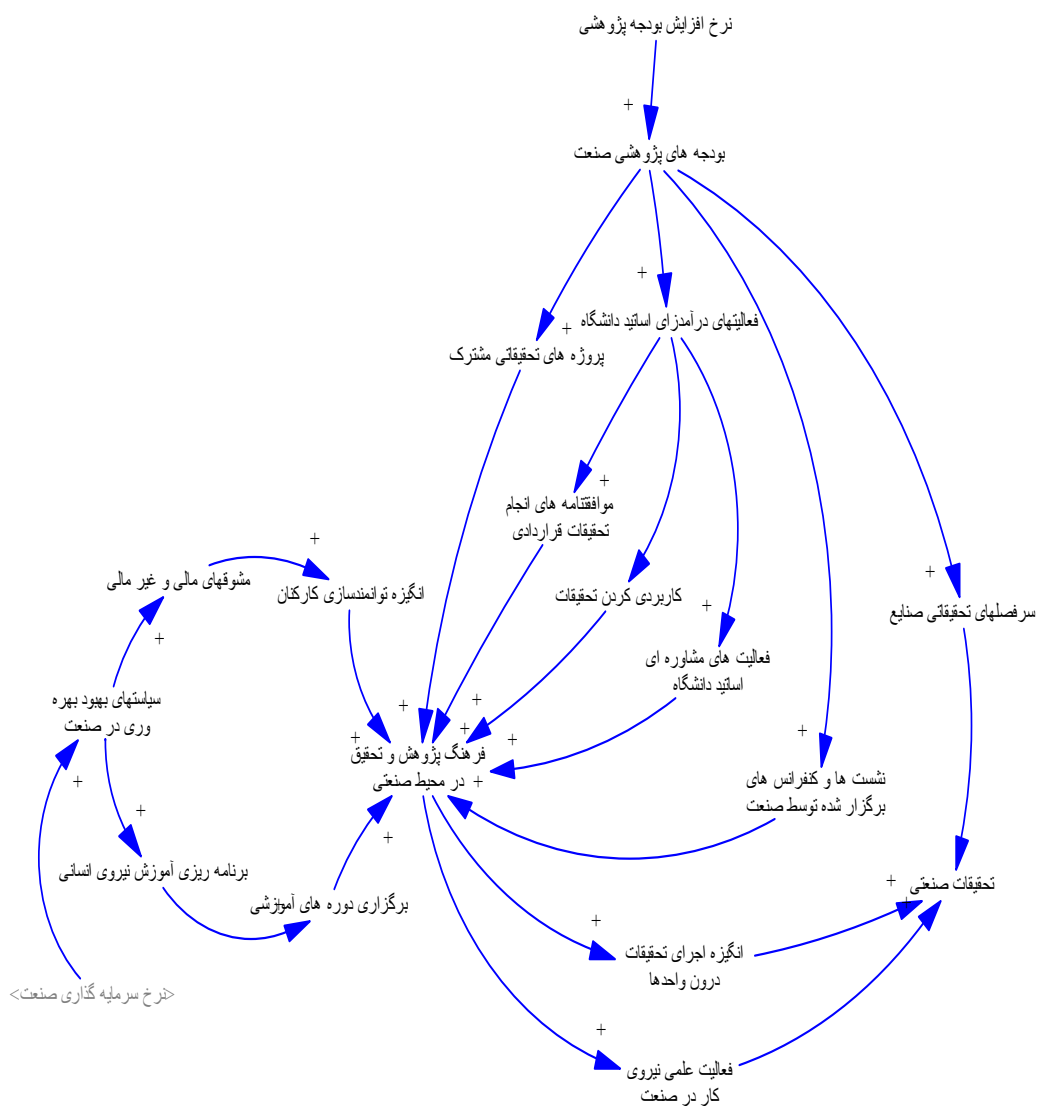 نرخ افزایش بودجه پژوهشی
+
بودجه های پژوهشی صنعت
+
فعالیتهای درآمدزای اساتید دانشگاه
+
پروژه های تحقیقاتی مشترک
+
موافقتنامه های انجام
تحقیقات قراردادی
+
مشوقهای مالی و غیر مالی
+
انگیزه توانمندسازی کارکنان
کاربردی کردن تحقیقات
+
سرفصلهای تحقیقاتی صنایع
+
فعالیت های مشاوره ای
اساتید دانشگاه
+
سیاستهای بهبود بهره
وری در صنعت
+
+
+
+
+
+
فرهنگ پژوهش و تحقیق
در محیط صنعتی
+
+
نشست ها و کنفرانس های
برگزار شده توسط صنعت
+
+
برنامه ریزی آموزش نیروی انسانی
+
برگزاری دوره های آموزشی
+
تحقیقات صنعتی
+
+
+
انگیزه اجرای تحقیقات
درون واحدها
<نرخ سرمایه گذاری صنعت>
+
فعالیت علمی نیروی
کار در صنعت